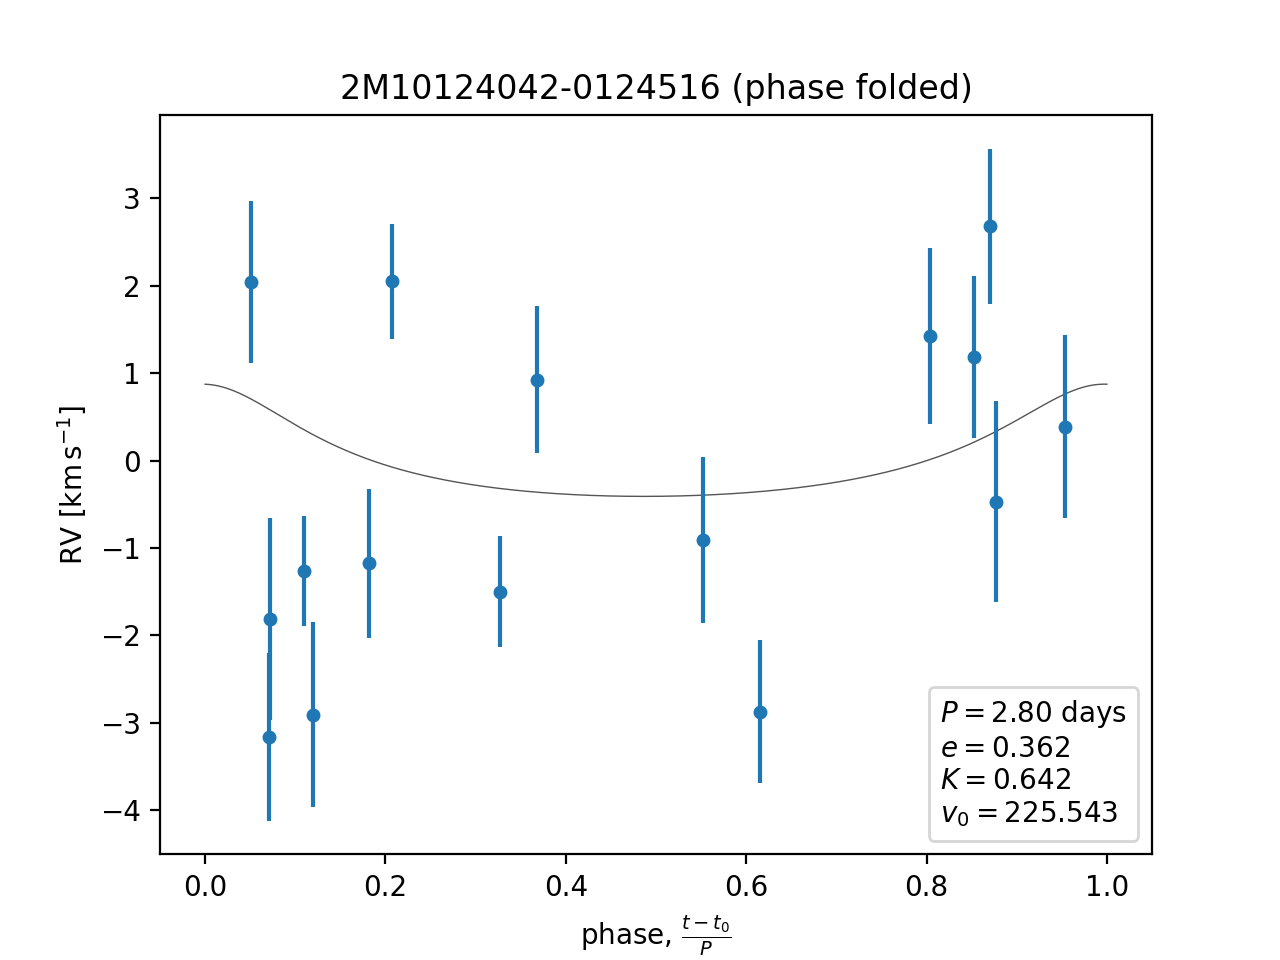 2M10124042-0124516 (phase folded)
3
2
1
0
−1
−2
−3
−4
RV [km s⁻¹]
P = 2.80 days
e = 0.362
K = 0.642
v₀ = 225.543
0.0 0.2 0.4 0.6 0.8 1.0
phase, (t − t₀)/P